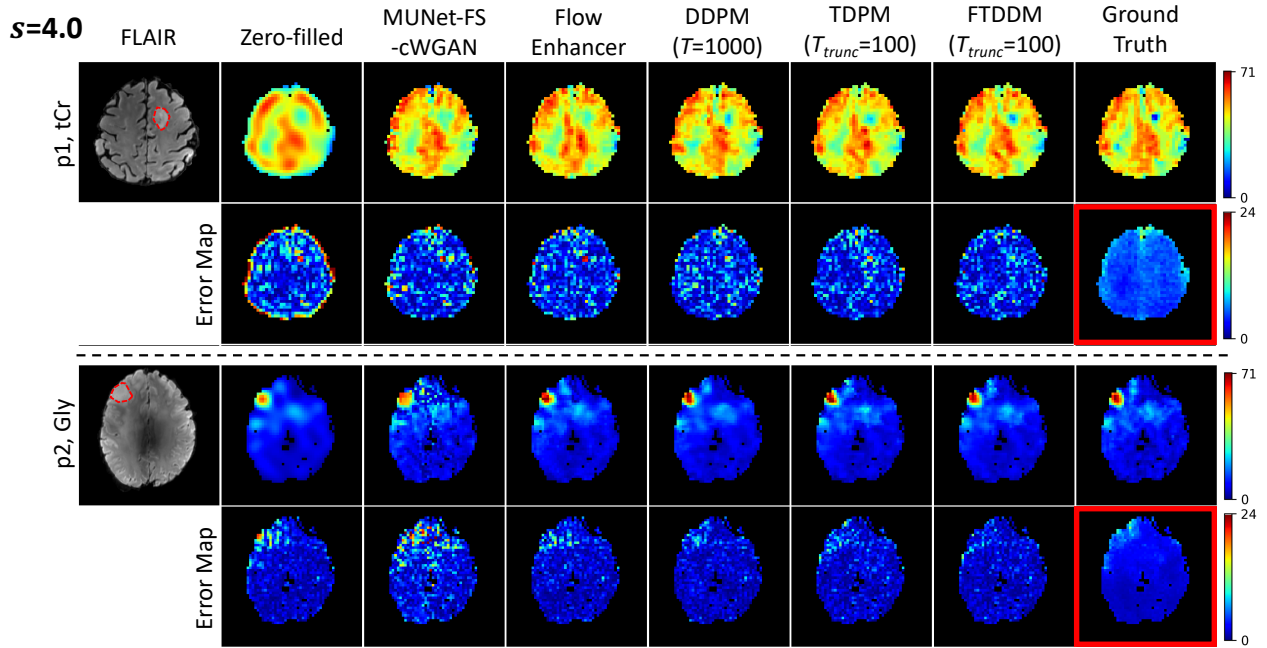 s=4.0
FLAIR
Zero-filled
MUNet-FS
-cWGAN
Flow
Enhancer
DDPM
(T=1000)
TDPM
(Ttrunc=100)
FTDDM
(Ttrunc=100)
Ground
Truth
p1, tCr
71
0
Error Map
24
0
p2, Gly
71
0
Error Map
24
0